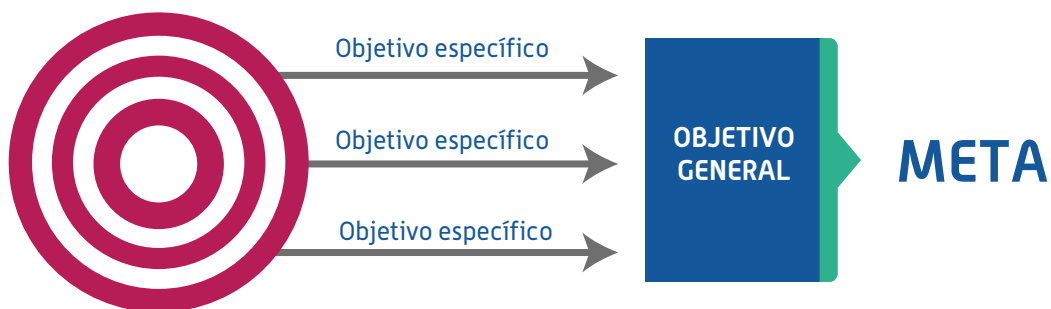 Objetivo específico
Objetivo específico
Objetivo específico
OBJETIVO
GENERAL
META